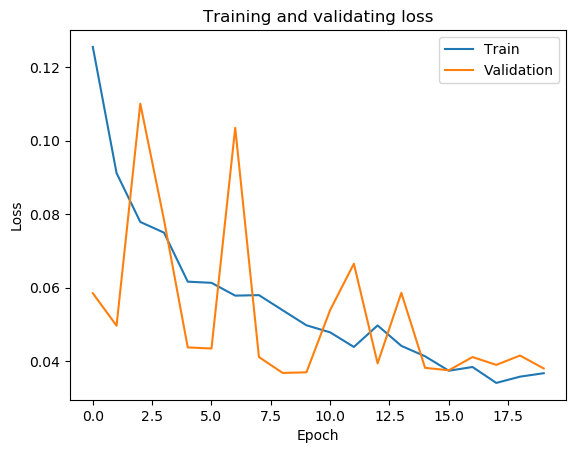 Training and validating loss
Train
Validation
0.12
0.10
0.08
0.06
0.04
Loss
0.0 2.5 5.0 7.5 10.0 12.5 15.0 17.5
Epoch